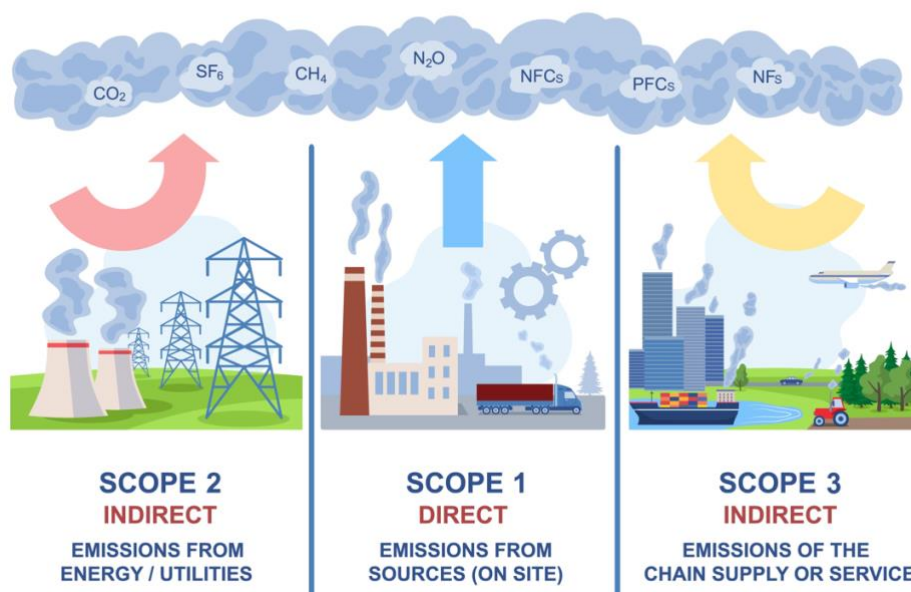 CO₂
SF₆
CH₄
N₂O
NFCs
PFCs
NFs
SCOPE 2
INDIRECT
EMISSIONS FROM
ENERGY / UTILITIES
SCOPE 1
DIRECT
EMISSIONS FROM
SOURCES (ON SITE)
SCOPE 3
INDIRECT
EMISSIONS OF THE
CHAIN SUPPLY OR SERVICE